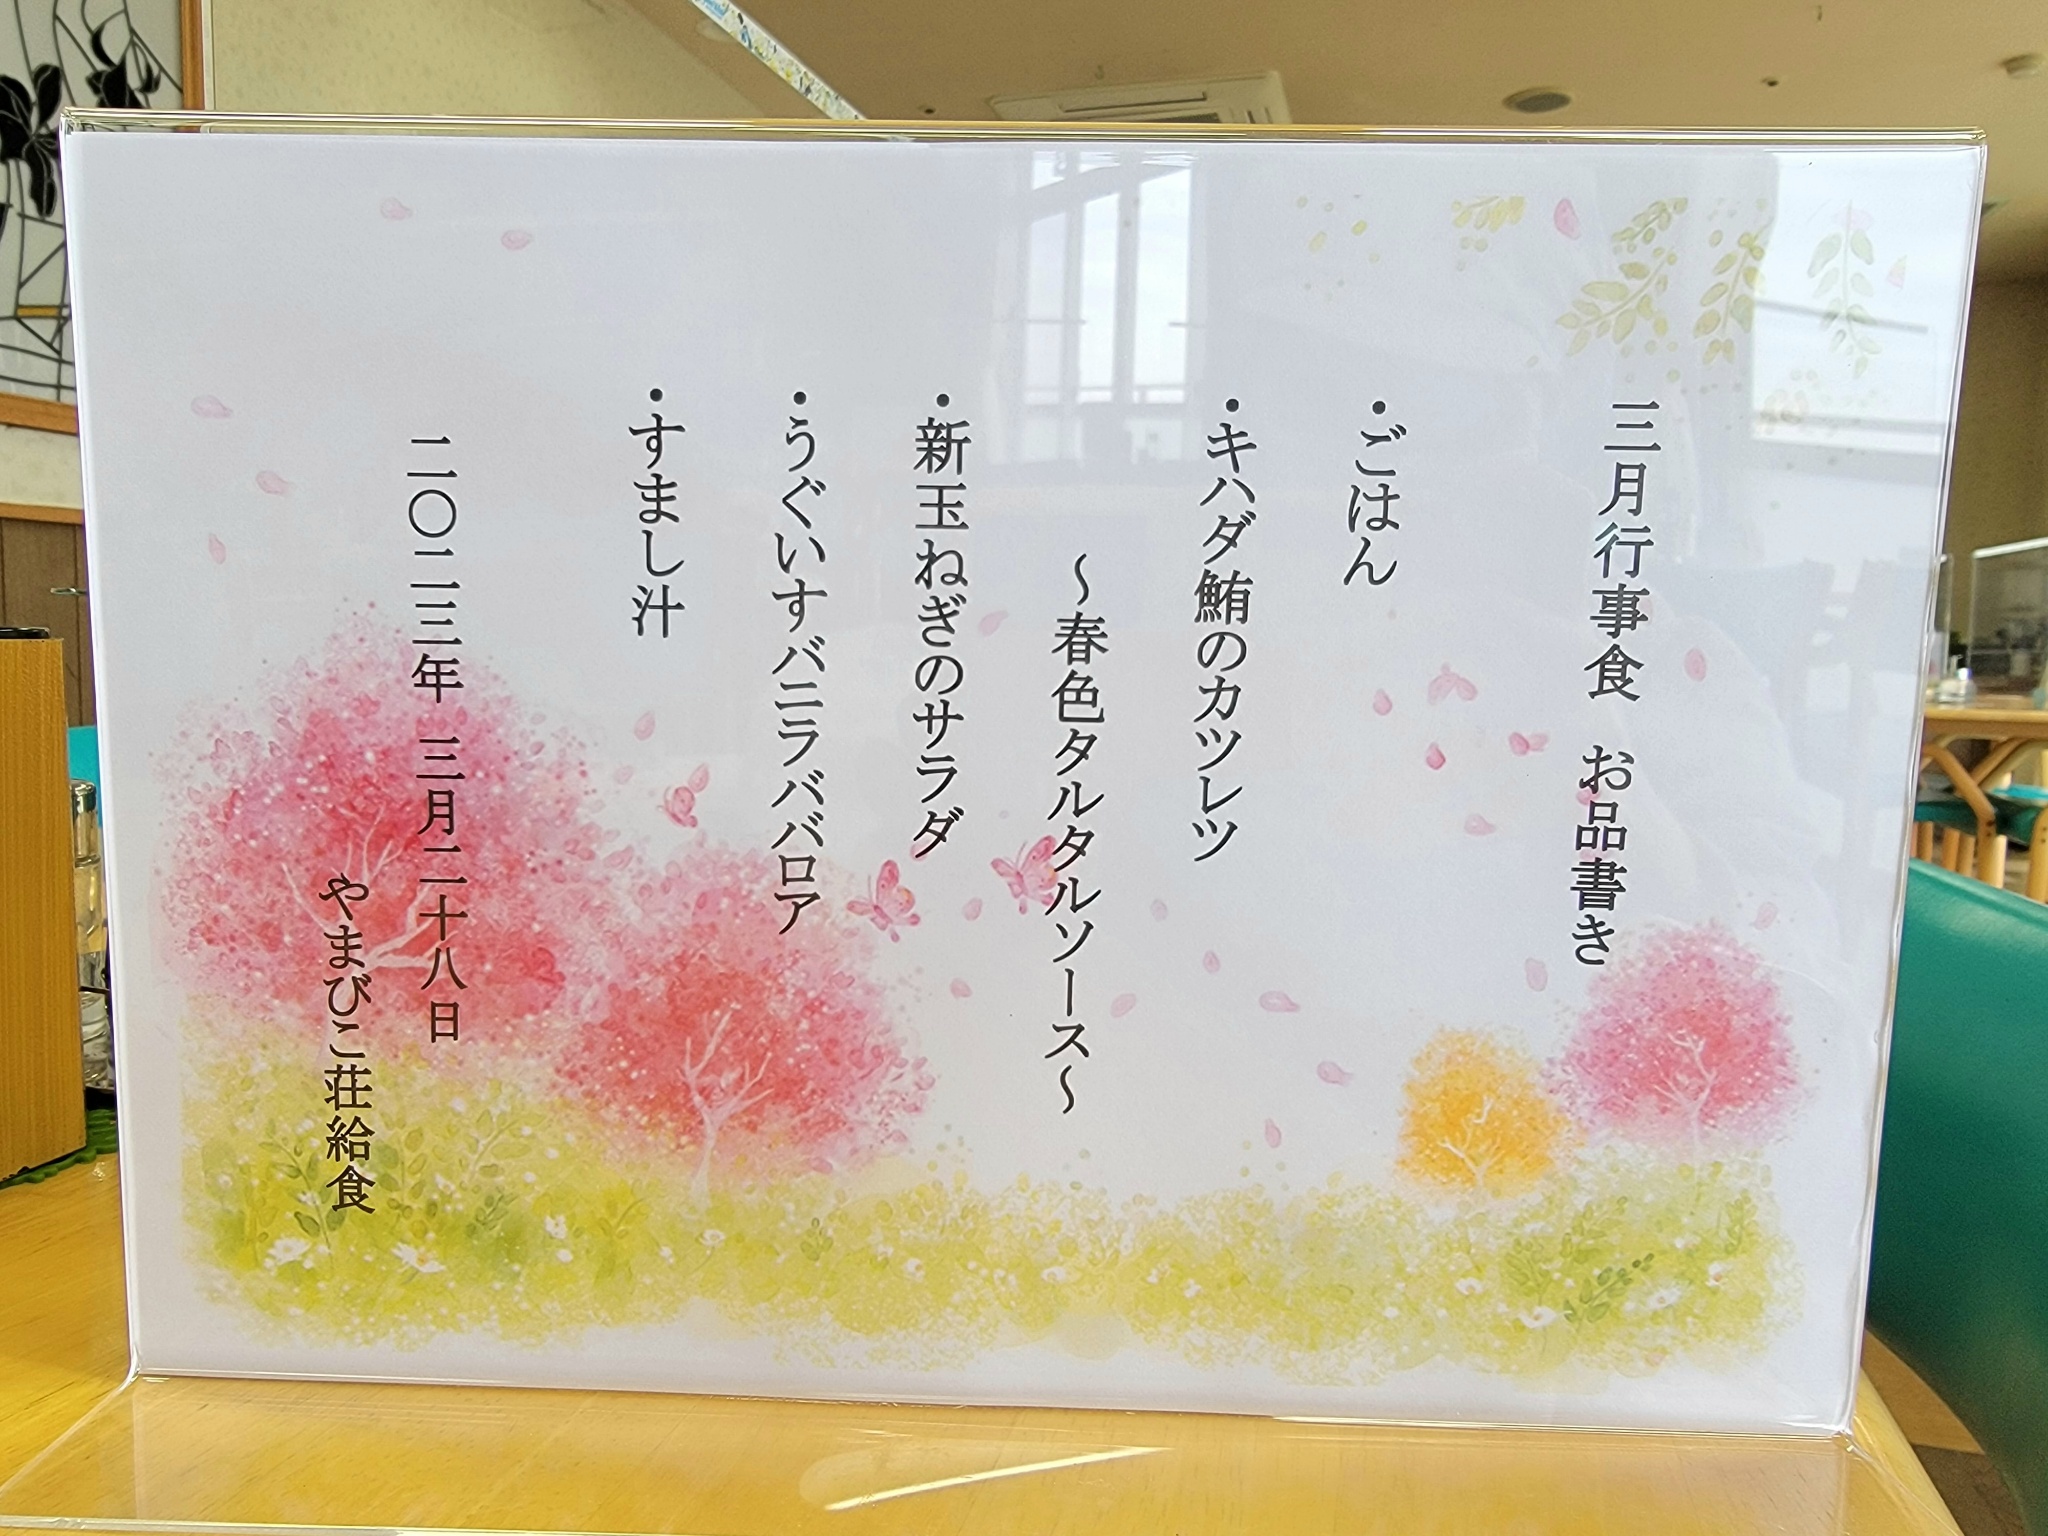 三月行事食 お品書き
・ごはん
・キハダ鮪のカツレツ
～春色タルタルソース～
・新玉ねぎのサラダ
・うぐいすバニラババロア
・すまし汁
二〇二三年 三月二十八日
やまびこ荘給食